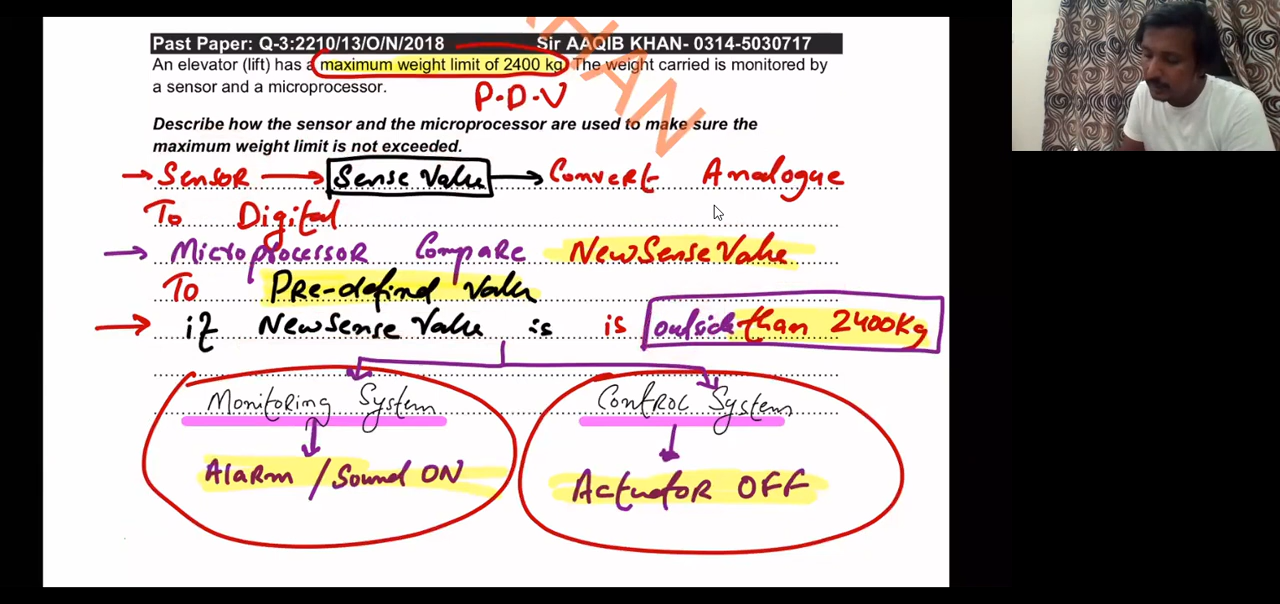 Past Paper: Q-3:2210/13/O/N/2018 Sir AAQIB KHAN- 0314-5030717
An elevator (lift) has a maximum weight limit of 2400 kg. The weight carried is monitored by
a sensor and a microprocessor.
P.D.V
KHAN
Describe how the sensor and the microprocessor are used to make sure the
maximum weight limit is not exceeded.
→ Sensor → Sense Value → Convert Analogue
To Digital
→ Microprocessor Compare New Sense Value
To Pre-defined Value
→ if New Sense Value is is outside than 2400Kg
Monitoring System Control System
Alarm / Sound ON Actuator OFF